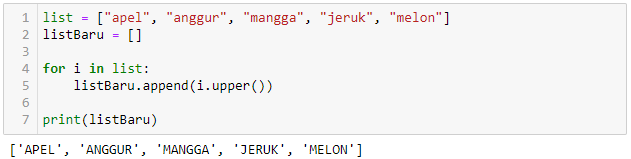 1 list = ["apel", "anggur", "mangga", "jeruk", "melon"]
2 listBaru = []
3
4 for i in list:
5     listBaru.append(i.upper())
6
7 print(listBaru)
['APEL', 'ANGGUR', 'MANGGA', 'JERUK', 'MELON']